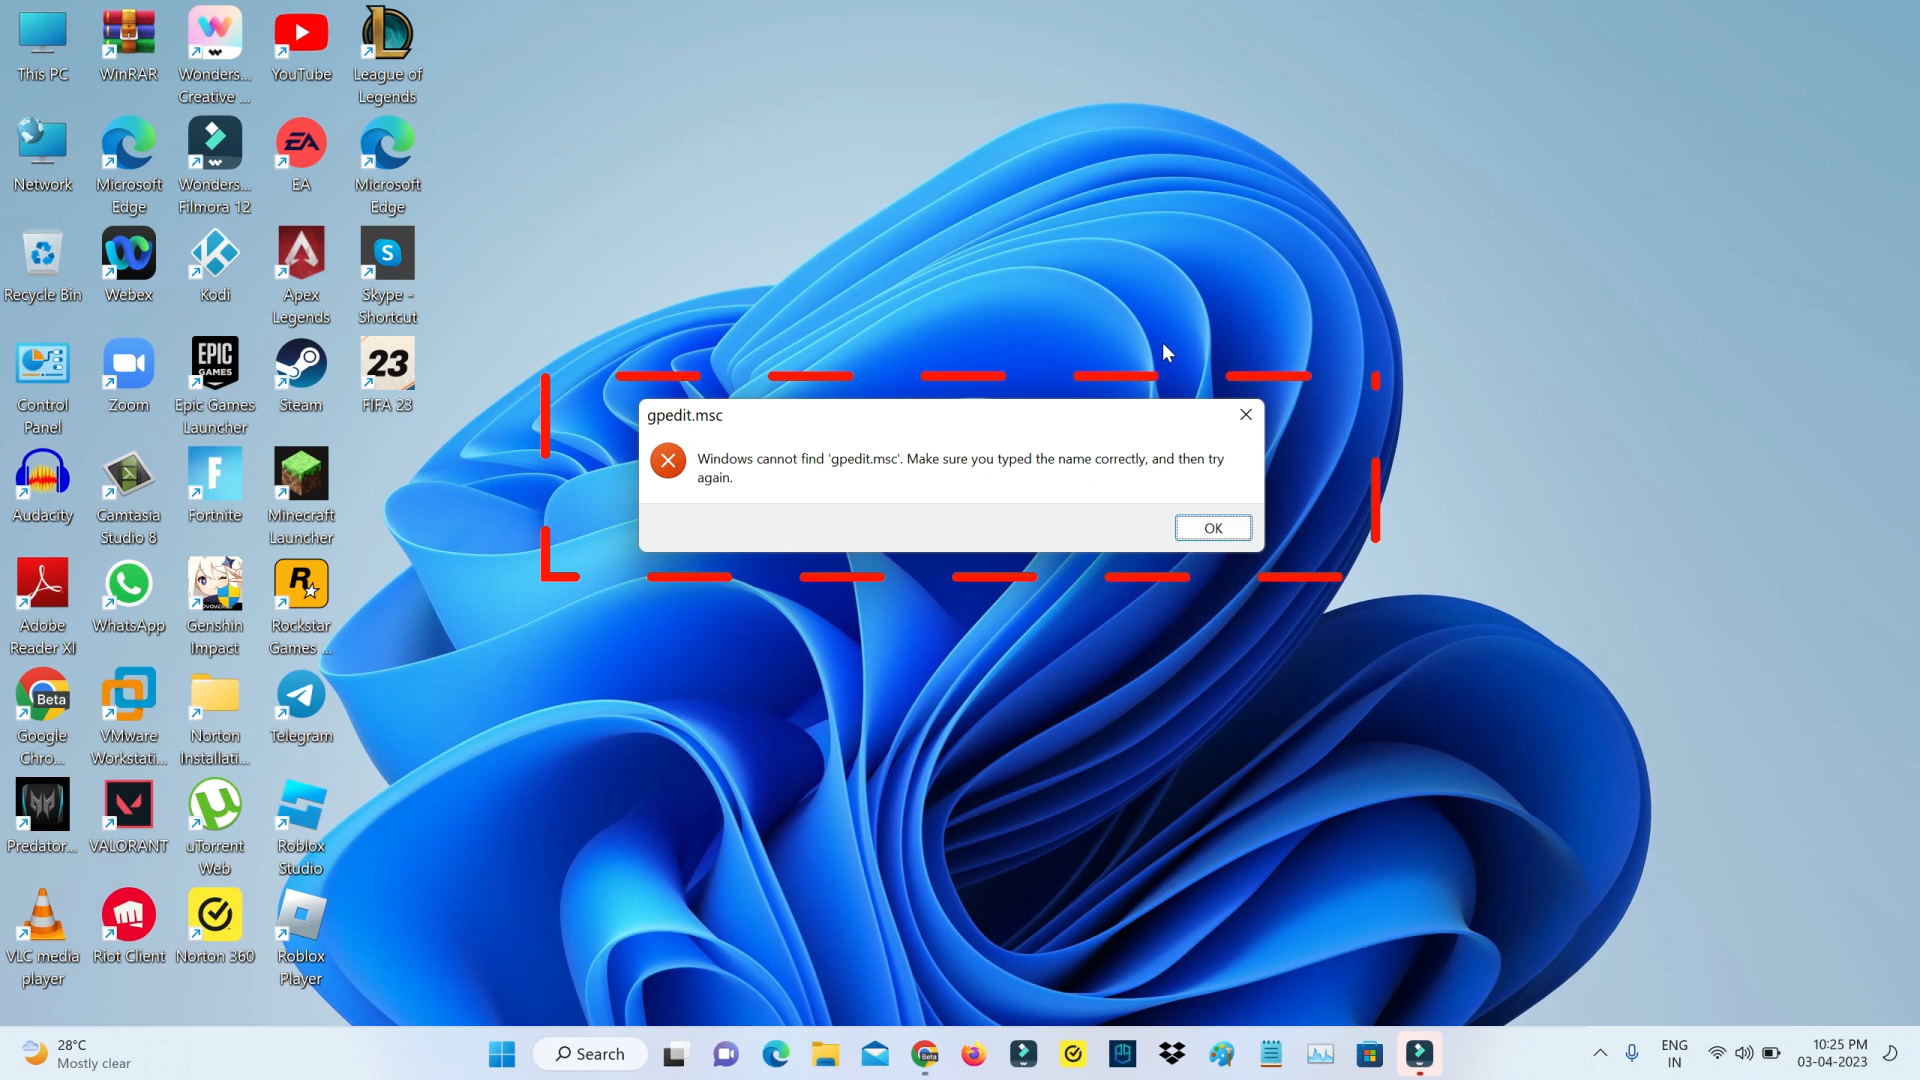 This PC
WinRAR
Wonders...
Creative ...
YouTube
League of
Legends
Network
Microsoft
Edge
Wonders...
Filmora 12
EA
EA
Microsoft
Edge
Recycle Bin
Webex
Kodi
Apex
Legends
S
Skype -
Shortcut
Control
Panel
Zoom
EPIC
GAMES
Epic Games
Launcher
Steam
23
FIFA 23
gpedit.msc
Windows cannot find 'gpedit.msc'. Make sure you typed the name correctly, and then try
again.
OK
Audacity
Camtasia
Studio 8
F
Fortnite
Minecraft
Launcher
Adobe
Reader XI
WhatsApp
Genshin
Impact
R
Rockstar
Games ...
Beta
Google
Chro...
VMware
Workstati...
Norton
Installati...
Telegram
Predator...
VALORANT
uTorrent
Web
Roblox
Studio
VLC media
player
Riot Client
Norton 360
Roblox
Player
28°C
Mostly clear
Search
Beta
ENG
IN
10:25 PM
03-04-2023